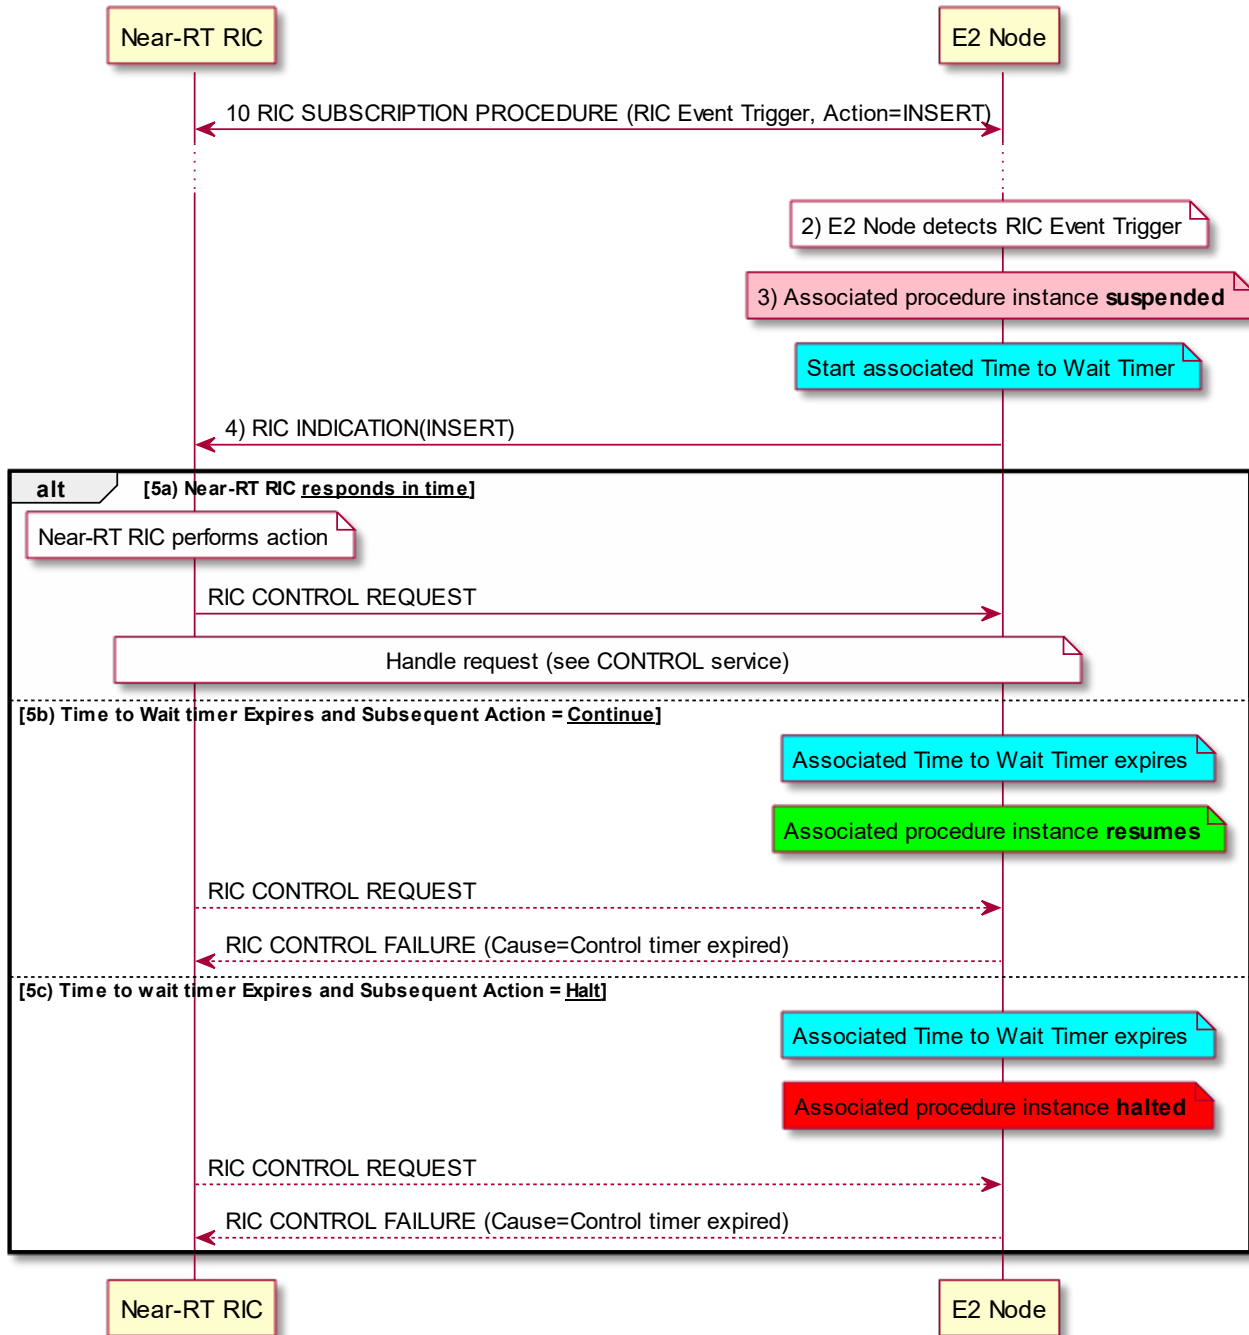 Near-RT RIC
E2 Node
10 RIC SUBSCRIPTION PROCEDURE (RIC Event Trigger, Action=INSERT)
2) E2 Node detects RIC Event Trigger
3) Associated procedure instance suspended
Start associated Time to Wait Timer
4) RIC INDICATION(INSERT)
alt
[5a) Near-RT RIC responds in time]
Near-RT RIC performs action
RIC CONTROL REQUEST
Handle request (see CONTROL service)
[5b) Time to Wait timer Expires and Subsequent Action = Continue]
Associated Time to Wait Timer expires
Associated procedure instance resumes
RIC CONTROL REQUEST
RIC CONTROL FAILURE (Cause=Control timer expired)
[5c) Time to wait timer Expires and Subsequent Action = Halt]
Associated Time to Wait Timer expires
Associated procedure instance halted
RIC CONTROL REQUEST
RIC CONTROL FAILURE (Cause=Control timer expired)
Near-RT RIC
E2 Node